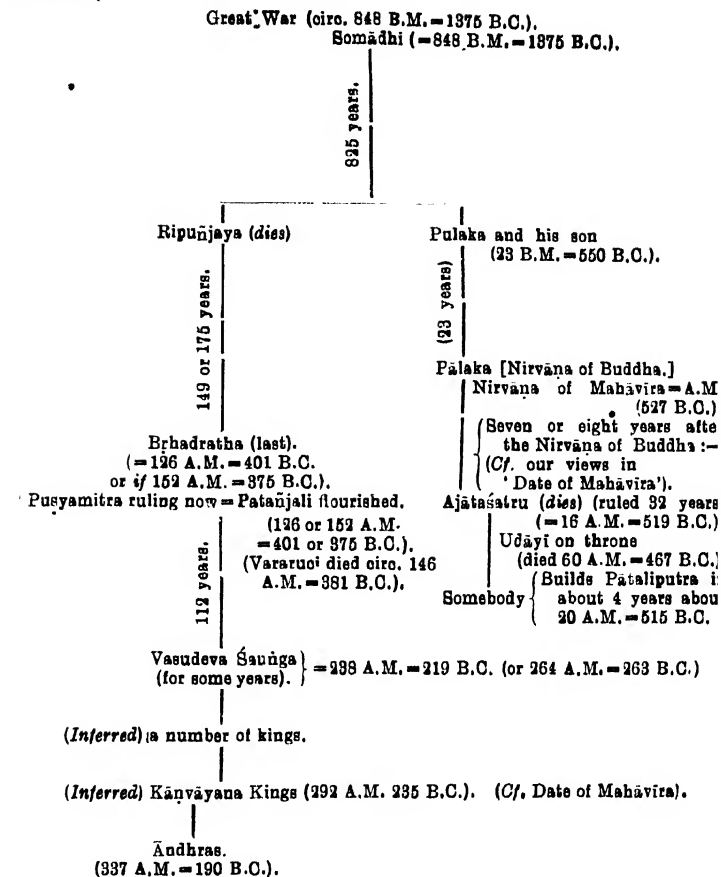 Great War (circ. 848 B.M.=1375 B.C.).
Somādhi (=848 B.M.=1375 B.C.).
825 years.
Ripuñjaya (dies)
149 or 175 years.
Bṛhadratha (last).
(=126 A.M.=401 B.C.
or if 152 A.M.=375 B.C.).
Puṣyamitra ruling now=Patañjali flourished.
(126 or 152 A.M.
=401 or 375 B.C.).
(Vararuci died circ. 146
A.M.=381 B.C.).
112 years.
Pulaka and his son
(23 B.M.=550 B.C.).
(23 years)
Pālaka [Nirvāṇa of Buddha.]
Nirvāṇa of Mahāvīra=A.M
(527 B.C.)
(Seven or eight years afte
the Nirvāṇa of Buddha :—
(Cf. our views in
'Date of Mahāvīra').
Ajātaśatru (dies) (ruled 32 years
(=16 A.M.=519 B.C.)
Udāyi on throne
(died 60 A.M.=467 B.C.)
(Builds Pātaliputra i
Somebody about 4 years abou
20 A.M.=515 B.C.
Vasudeva Śauṅga
(for some years). =238 A.M.=219 B.C. (or 264 A.M.=263 B.C.)
(Inferred) a number of kings.
(Inferred) Kāṇvāyana Kings (292 A.M. 235 B.C.). (Cf. Date of Mahāvīra).
Āndhras.
(337 A.M.=190 B.C.).